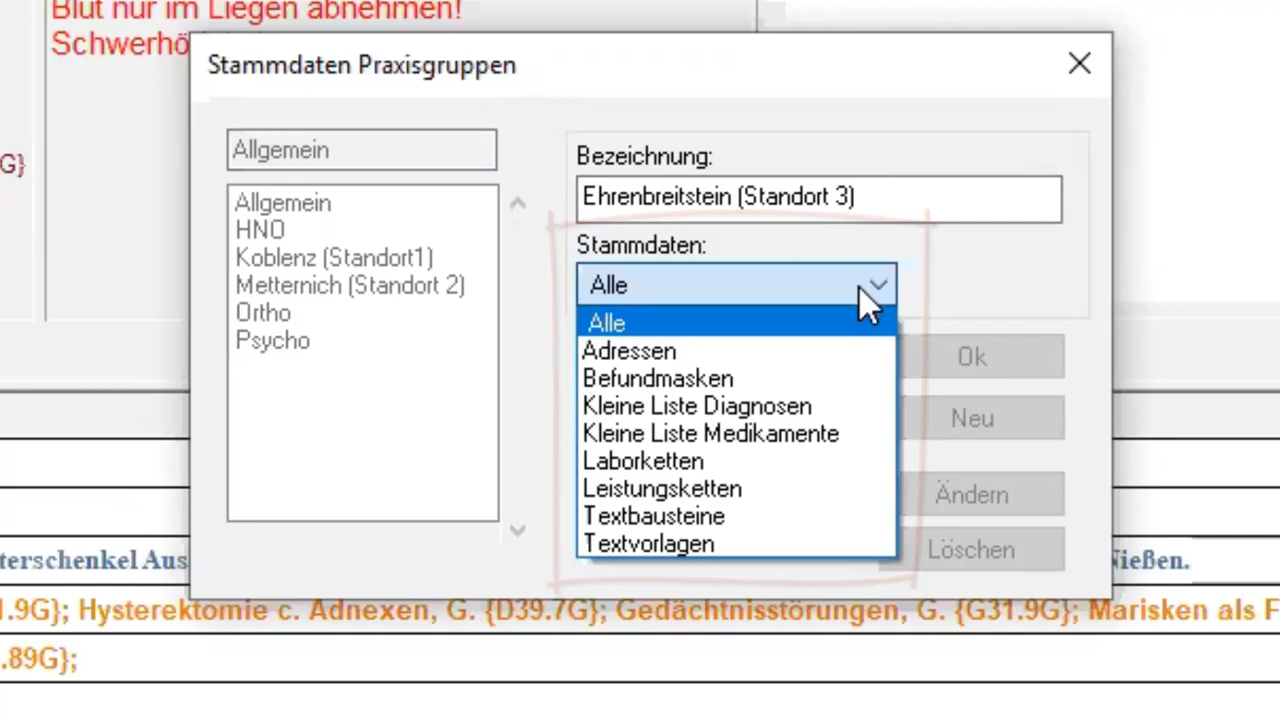 Blut nur im Liegen abnehmen!
Stammdaten Praxisgruppen
G}
Allgemein
Allgemein
HNO
Koblenz (Standort1)
Metternich (Standort 2)
Ortho
Psycho
Bezeichnung:
Ehrenbreitstein (Standort 3)
Stammdaten:
Alle
Alle
Adressen
Befundmasken
Kleine Liste Diagnosen
Kleine Liste Medikamente
Laborketten
Leistungsketten
Textbausteine
Textvorlagen
Ok
Neu
Ändern
Löschen
terschenkel Aus
Nießen.
1.9G}; Hysterektomie c. Adnexen, G. {D39.7G}; Gedächtnisstörungen, G. {G31.9G}; Marisken als F
.89G};